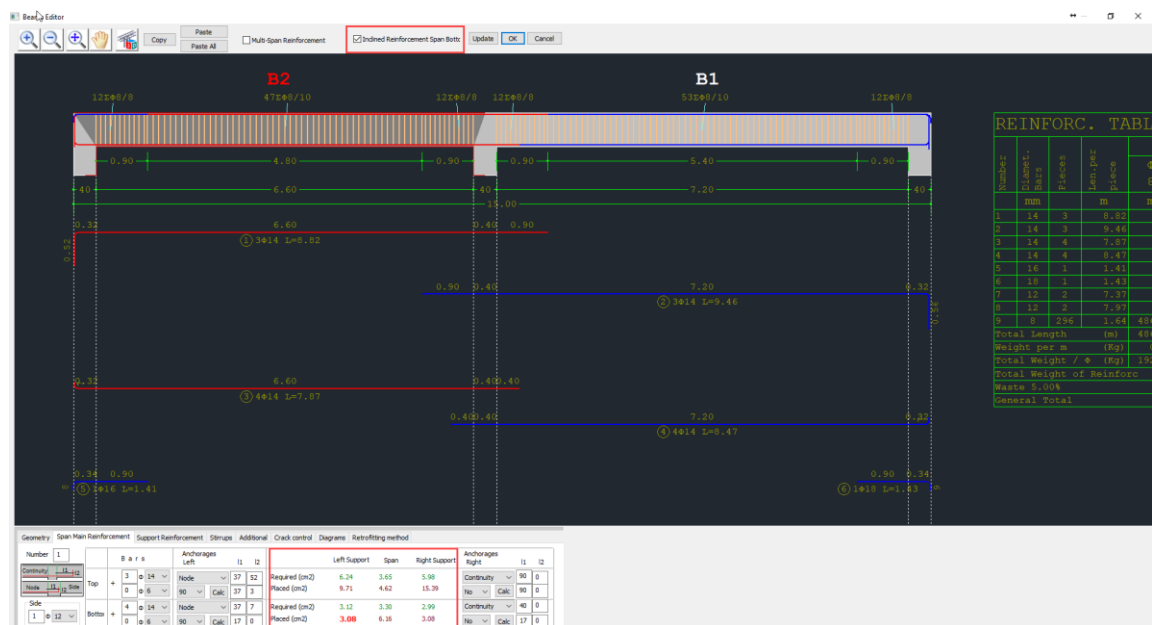 Beam Editor
Copy
Paste
Paste All
Multi-Span Reinforcement
Inclined Reinforcement Span Botto
Update
OK
Cancel
B2
B1
12ΣΦ8/8
47ΣΦ8/10
12ΣΦ8/8
12ΣΦ8/8
53ΣΦ8/10
12ΣΦ8/8
0.90
4.80
0.90
0.90
5.40
0.90
40
6.60
40
7.20
40
15.00
0.32
6.60
0.40
0.90
0.52
1 3Φ14 L=8.82
0.90
0.40
7.20
0.32
2 3Φ14 L=9.46
0.32
6.60
0.40
0.40
3 4Φ14 L=7.87
0.40
0.40
7.20
0.32
4 4Φ14 L=8.47
0.34
0.90
5 1Φ16 L=1.41
0.90
0.34
6 1Φ18 L=1.43
REINFORC. TABL
Number
Diamet. Bars
Pieces
Len.per piece
mm
m
1 14 3 8.82
2 14 3 9.46
3 14 4 7.87
4 14 4 8.47
5 16 1 1.41
6 18 1 1.43
7 12 2 7.37
8 12 2 7.97
9 8 296 1.64
Total Length (m)
Weight per m (Kg)
Total Weight / Φ (Kg)
Total Weight of Reinforc
Waste 5.00%
General Total
Geometry
Span Main Reinforcement
Support Reinforcement
Stirrups
Additional
Crack control
Diagrams
Retrofitting method
Number 1
Bars
Anchorages Left
l1
l2
Left Support
Span
Right Support
Anchorages Right
l1
l2
Continuity l1 l2
Node l1 l2 Side
Top + 3 Φ 14 Node 37 52
Required (cm2) 6.24 3.65 5.98 Continuity 90 0
0 Φ 6 90 Calc 37 3
Placed (cm2) 9.71 4.62 15.39 No Calc 90 0
Side
1 Φ 12
Botto + 4 Φ 14 Node 37 7
Required (cm2) 3.12 3.30 2.99 Continuity 40 0
0 Φ 6 90 Calc 17 0
Placed (cm2) 3.08 6.16 3.08 No Calc 17 0